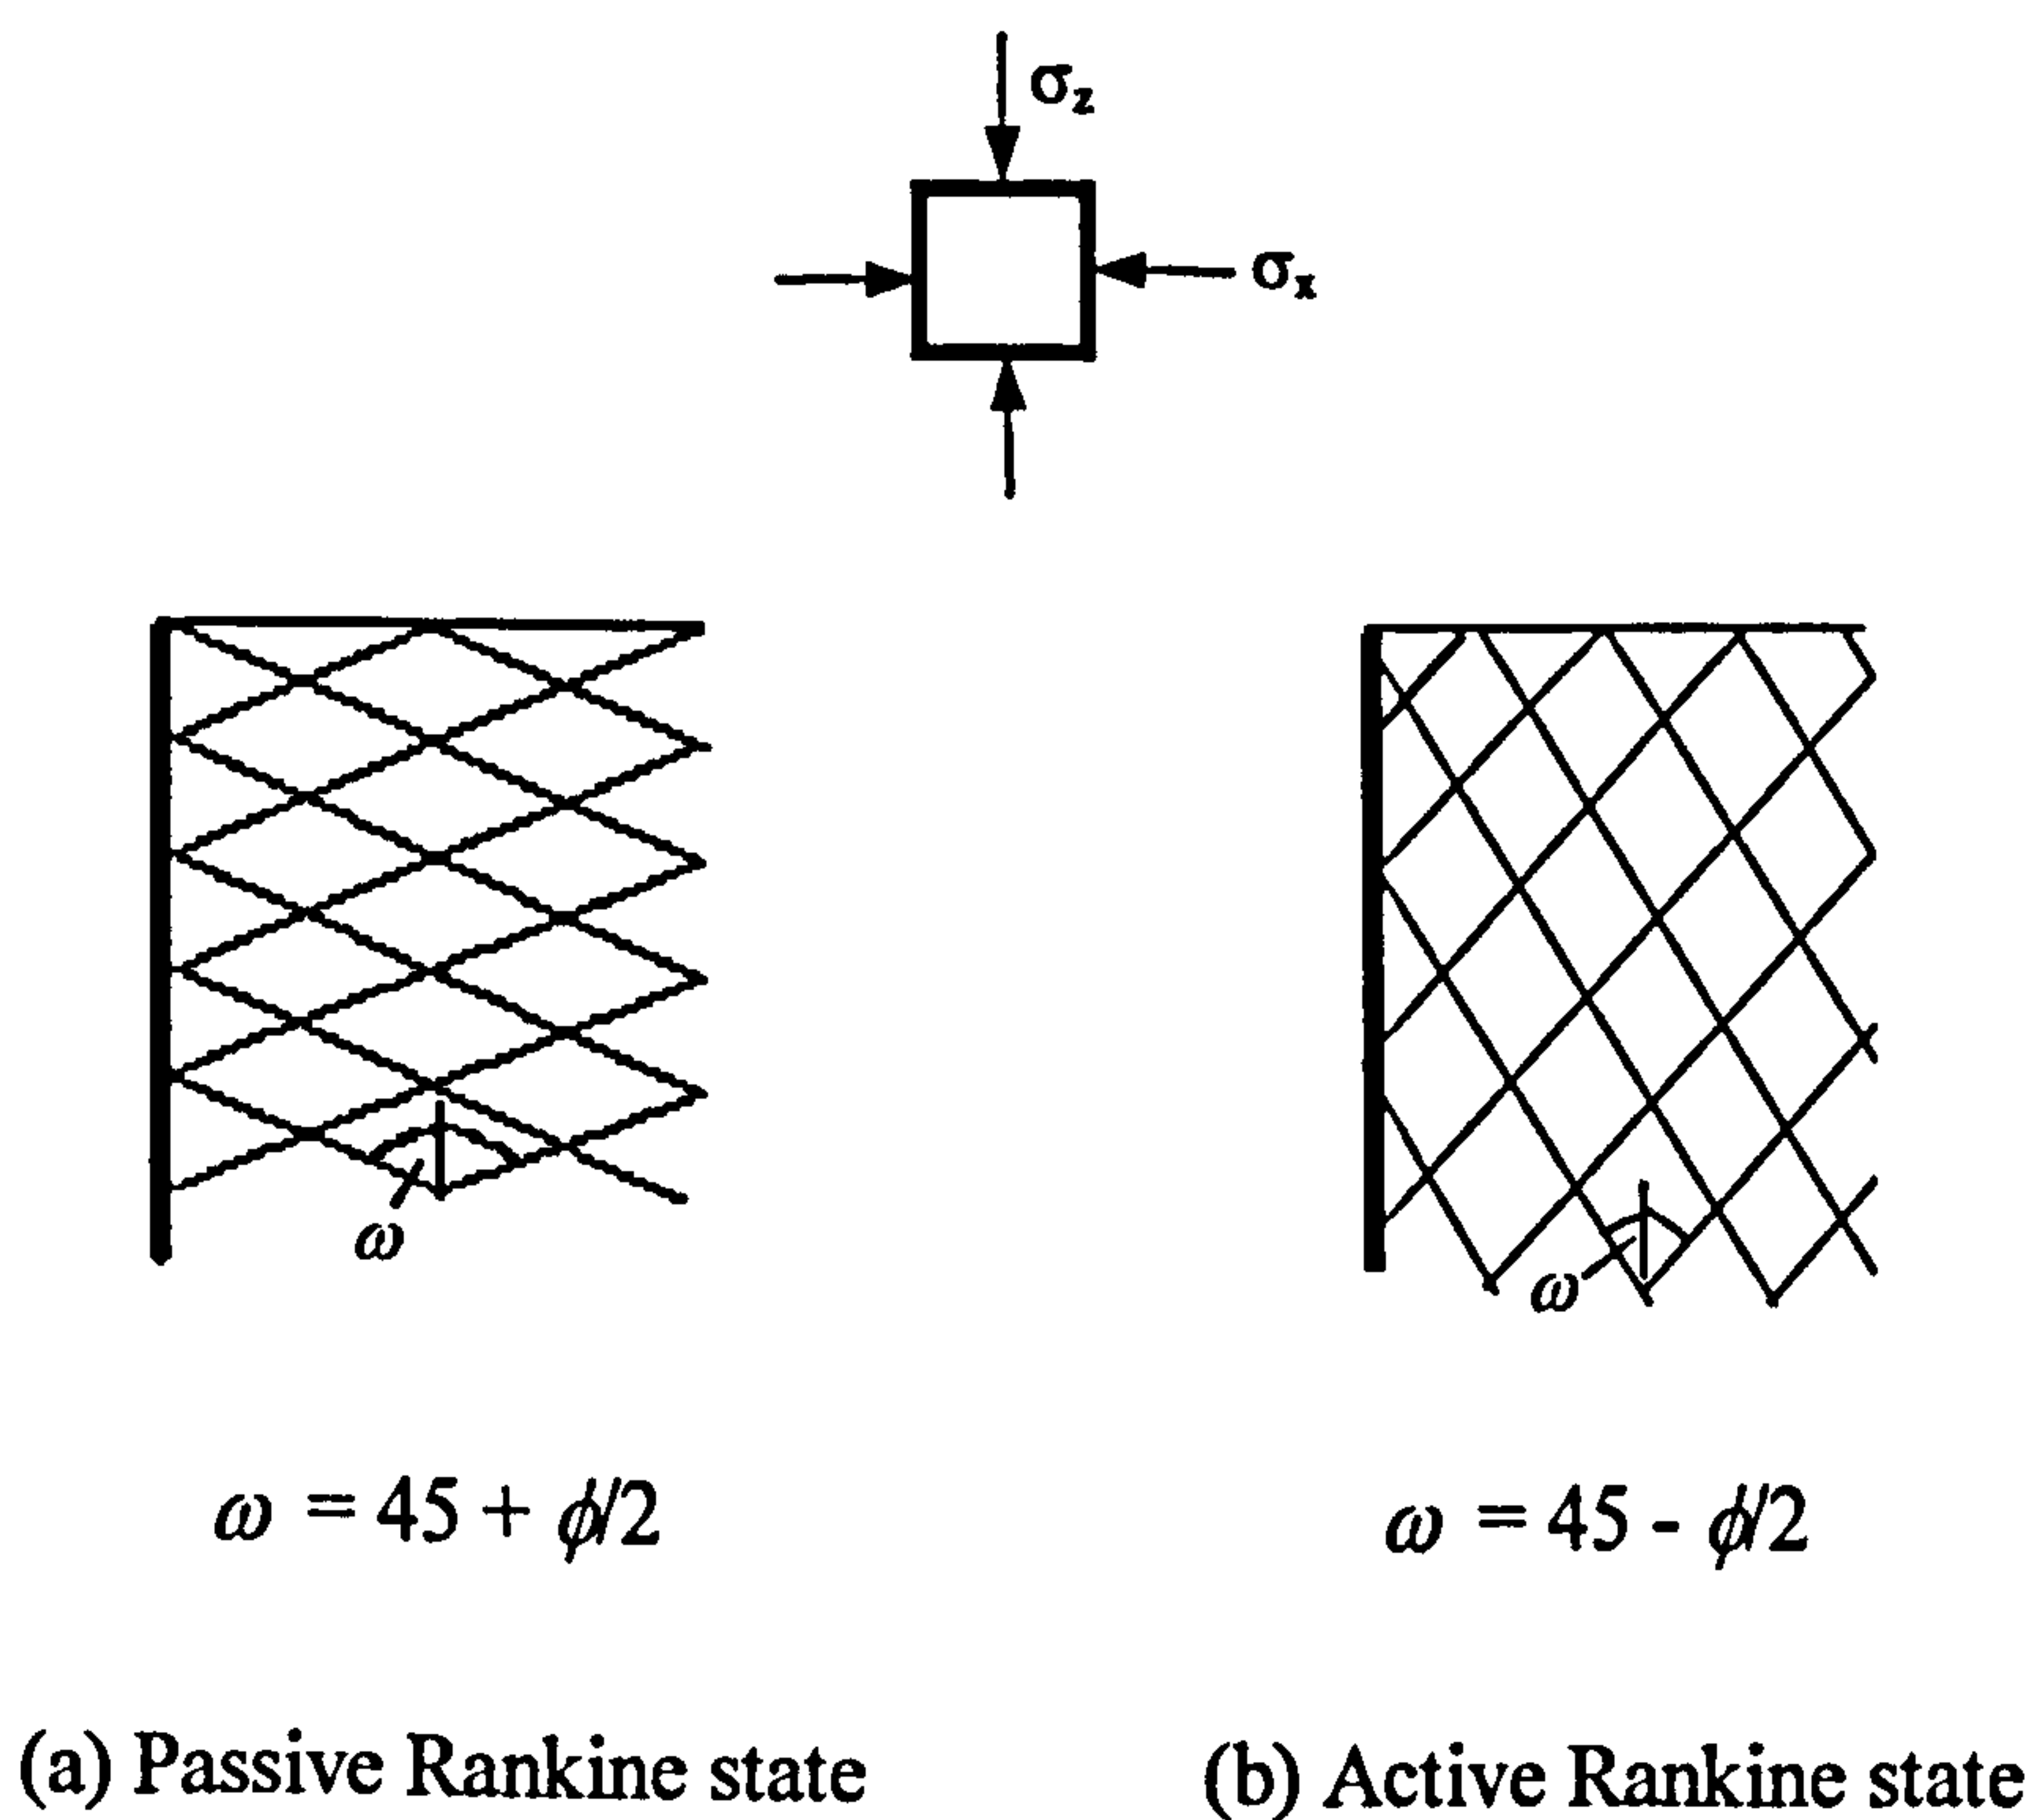 σz
σx
ω
ω
ω = 45 + ϕ/2
ω = 45 - ϕ/2
(a) Passive Rankine state
(b) Active Rankine state